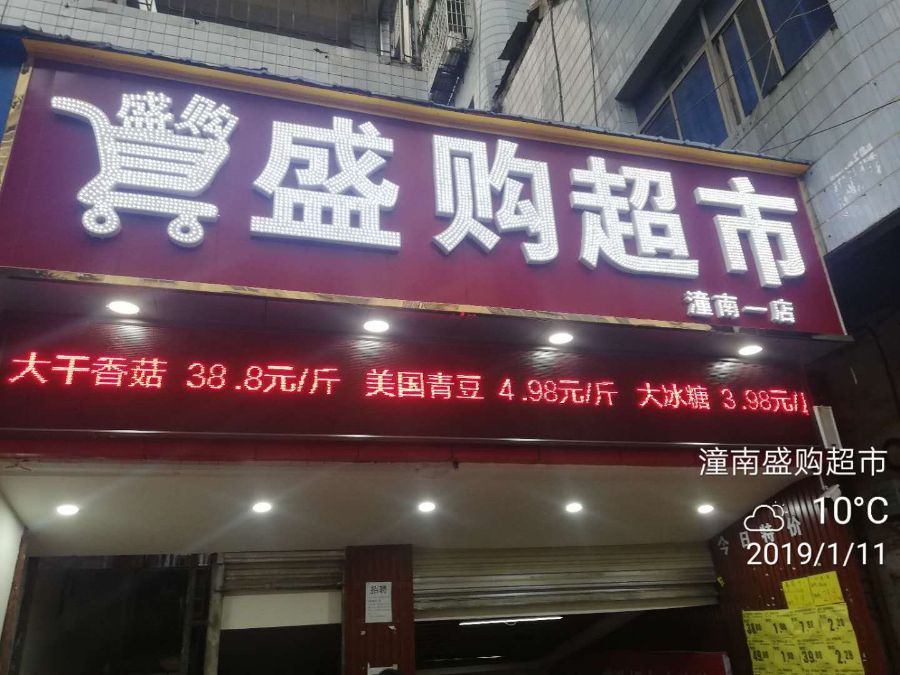 盛购
盛购超市
潼南一店
大干香菇 38.8元/斤 美国青豆 4.98元/斤 大冰糖 3.98元/
潼南盛购超市
10°C
2019/1/11
今日特价
招聘